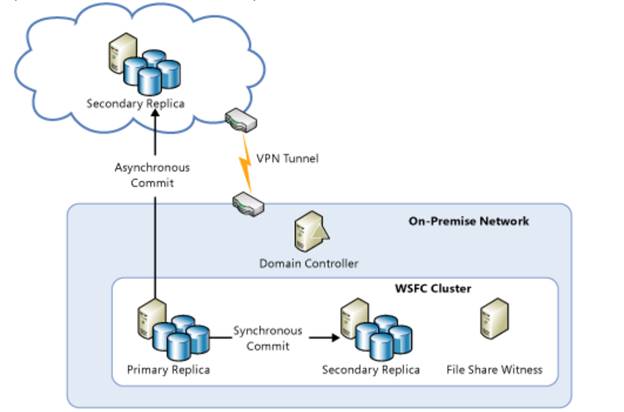 Secondary Replica
Asynchronous
Commit
VPN Tunnel
On-Premise Network
Domain Controller
WSFC Cluster
Synchronous
Commit
Primary Replica
Secondary Replica
File Share Witness